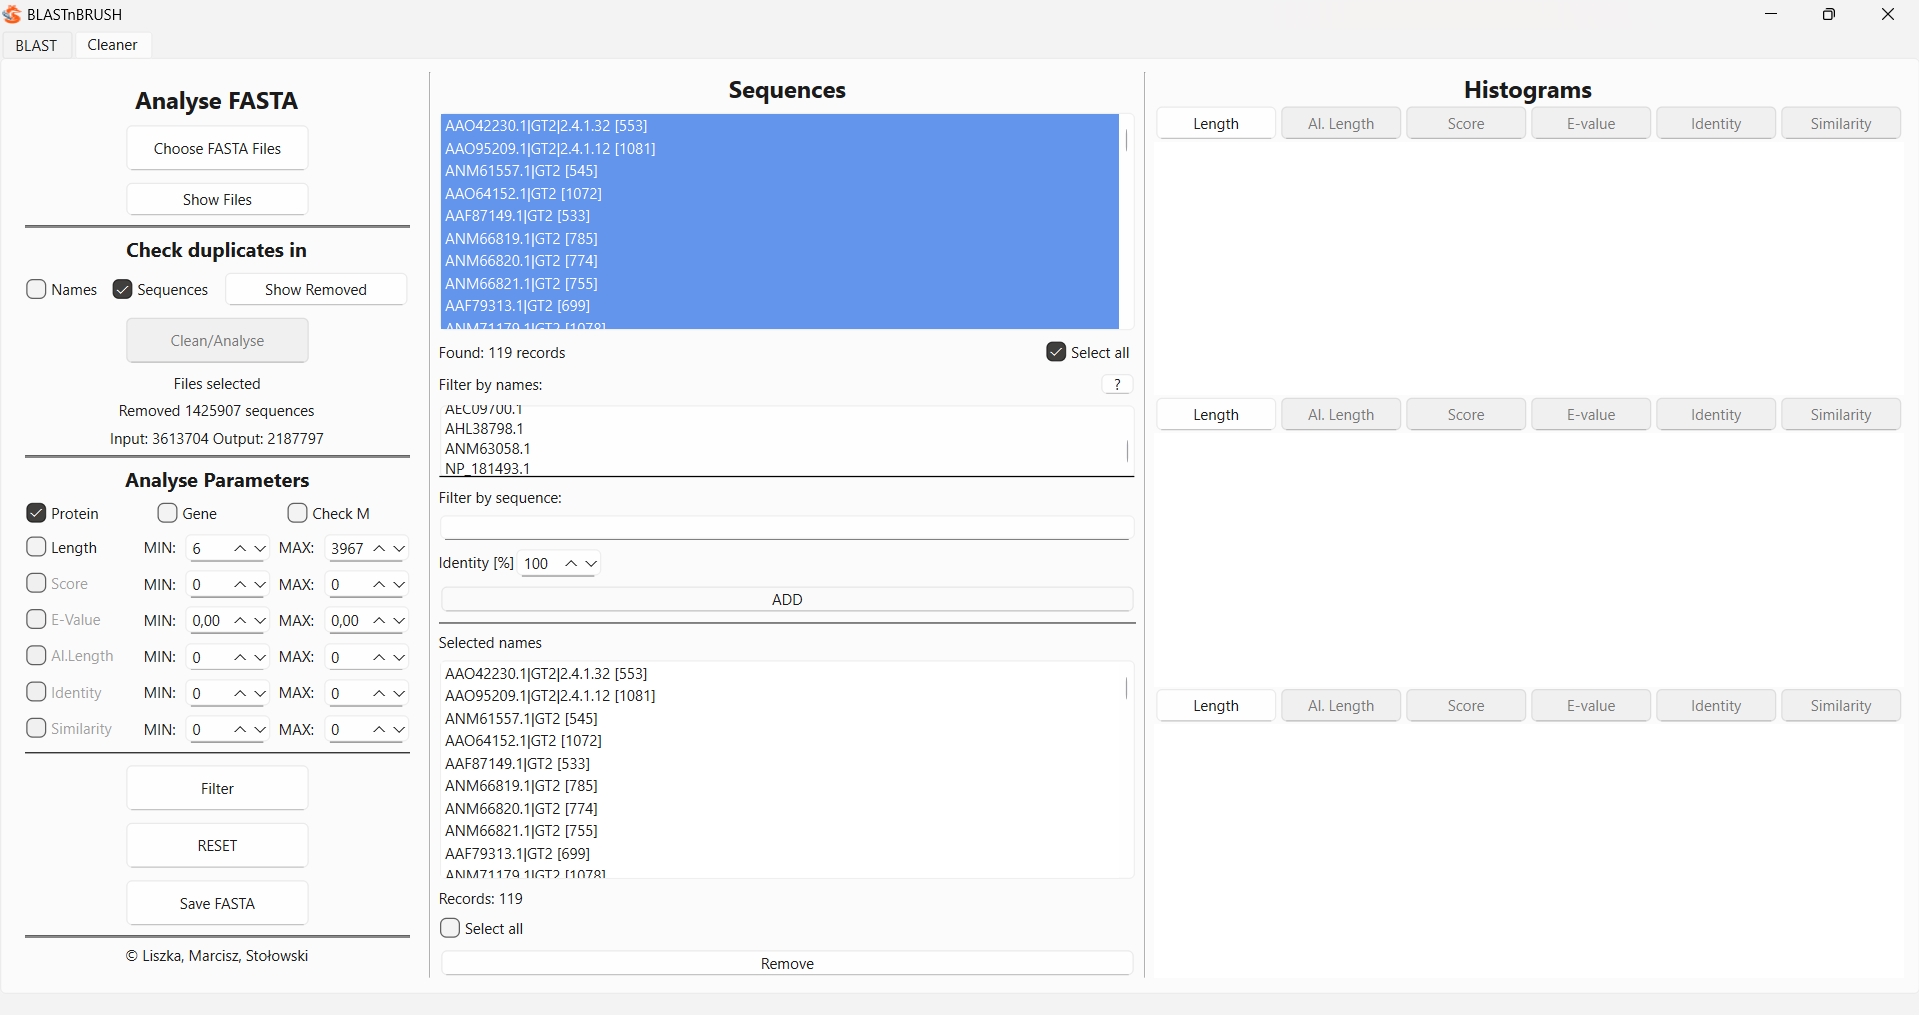 BLASTnBRUSH
BLAST
Cleaner
Analyse FASTA
Choose FASTA Files
Show Files
Check duplicates in
Names
Sequences
Show Removed
Clean/Analyse
Files selected
Removed 1425907 sequences
Input: 3613704 Output: 2187797
Analyse Parameters
Protein
Gene
Check M
Length MIN: 6 MAX: 3967
Score MIN: 0 MAX: 0
E-Value MIN: 0,00 MAX: 0,00
Al.Length MIN: 0 MAX: 0
Identity MIN: 0 MAX: 0
Similarity MIN: 0 MAX: 0
Filter
RESET
Save FASTA
© Liszka, Marcisz, Stołowski
Sequences
AAO42230.1|GT2|2.4.1.32 [553]
AAO95209.1|GT2|2.4.1.12 [1081]
ANM61557.1|GT2 [545]
AAO64152.1|GT2 [1072]
AAF87149.1|GT2 [533]
ANM66819.1|GT2 [785]
ANM66820.1|GT2 [774]
ANM66821.1|GT2 [755]
AAF79313.1|GT2 [699]
ANM71179.1|GT2 [1078]
Found: 119 records
Select all
Filter by names:
?
AEC09700.1
AHL38798.1
ANM63058.1
NP_181493.1
Filter by sequence:
Identity [%] 100
ADD
Selected names
AAO42230.1|GT2|2.4.1.32 [553]
AAO95209.1|GT2|2.4.1.12 [1081]
ANM61557.1|GT2 [545]
AAO64152.1|GT2 [1072]
AAF87149.1|GT2 [533]
ANM66819.1|GT2 [785]
ANM66820.1|GT2 [774]
ANM66821.1|GT2 [755]
AAF79313.1|GT2 [699]
ANM71179.1|GT2 [1078]
Records: 119
Select all
Remove
Histograms
Length Al. Length Score E-value Identity Similarity
Length Al. Length Score E-value Identity Similarity
Length Al. Length Score E-value Identity Similarity